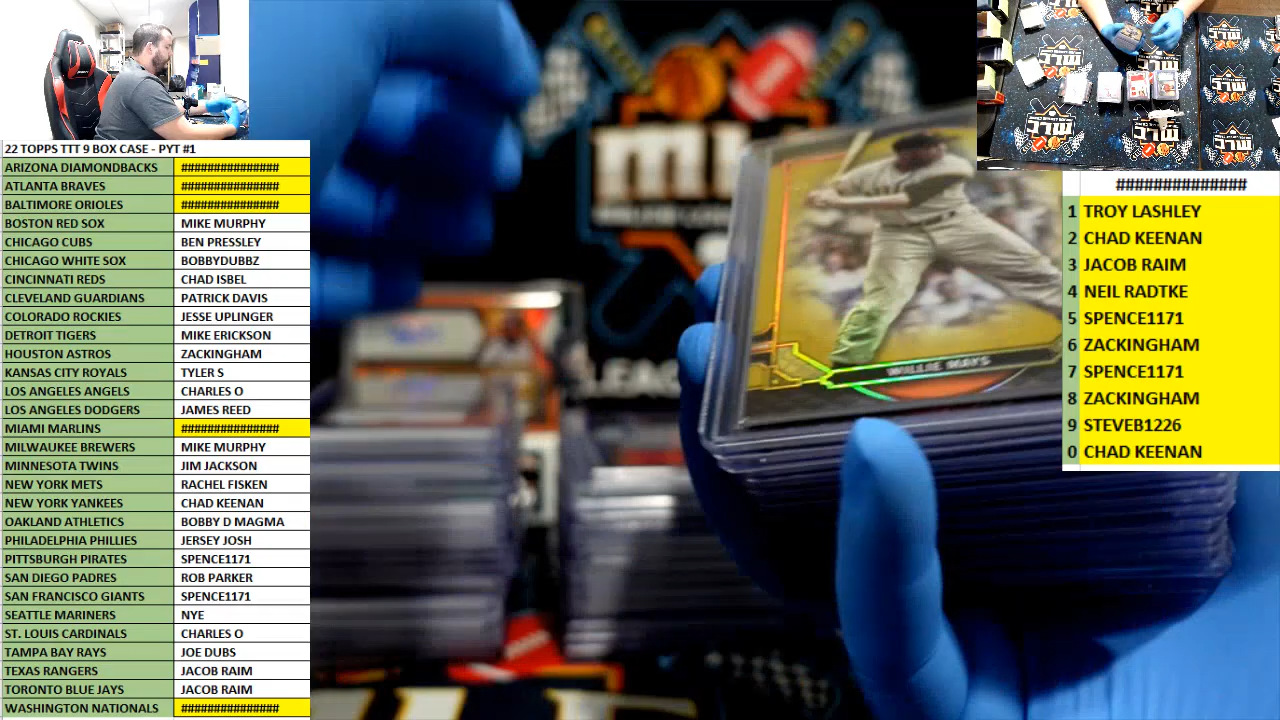 22 TOPPS TTT 9 BOX CASE - PYT #1
ARIZONA DIAMONDBACKS ###############
ATLANTA BRAVES ###############
BALTIMORE ORIOLES ###############
BOSTON RED SOX MIKE MURPHY
CHICAGO CUBS BEN PRESSLEY
CHICAGO WHITE SOX BOBBYDUBBZ
CINCINNATI REDS CHAD ISBEL
CLEVELAND GUARDIANS PATRICK DAVIS
COLORADO ROCKIES JESSE UPLINGER
DETROIT TIGERS MIKE ERICKSON
HOUSTON ASTROS ZACKINGHAM
KANSAS CITY ROYALS TYLER S
LOS ANGELES ANGELS CHARLES O
LOS ANGELES DODGERS JAMES REED
MIAMI MARLINS ###############
MILWAUKEE BREWERS MIKE MURPHY
MINNESOTA TWINS JIM JACKSON
NEW YORK METS RACHEL FISKEN
NEW YORK YANKEES CHAD KEENAN
OAKLAND ATHLETICS BOBBY D MAGMA
PHILADELPHIA PHILLIES JERSEY JOSH
PITTSBURGH PIRATES SPENCE1171
SAN DIEGO PADRES ROB PARKER
SAN FRANCISCO GIANTS SPENCE1171
SEATTLE MARINERS NYE
ST. LOUIS CARDINALS CHARLES O
TAMPA BAY RAYS JOE DUBS
TEXAS RANGERS JACOB RAIM
TORONTO BLUE JAYS JACOB RAIM
WASHINGTON NATIONALS ###############
WILLIE MAYS
##############
1 TROY LASHLEY
2 CHAD KEENAN
3 JACOB RAIM
4 NEIL RADTKE
5 SPENCE1171
6 ZACKINGHAM
7 SPENCE1171
8 ZACKINGHAM
9 STEVEB1226
0 CHAD KEENAN